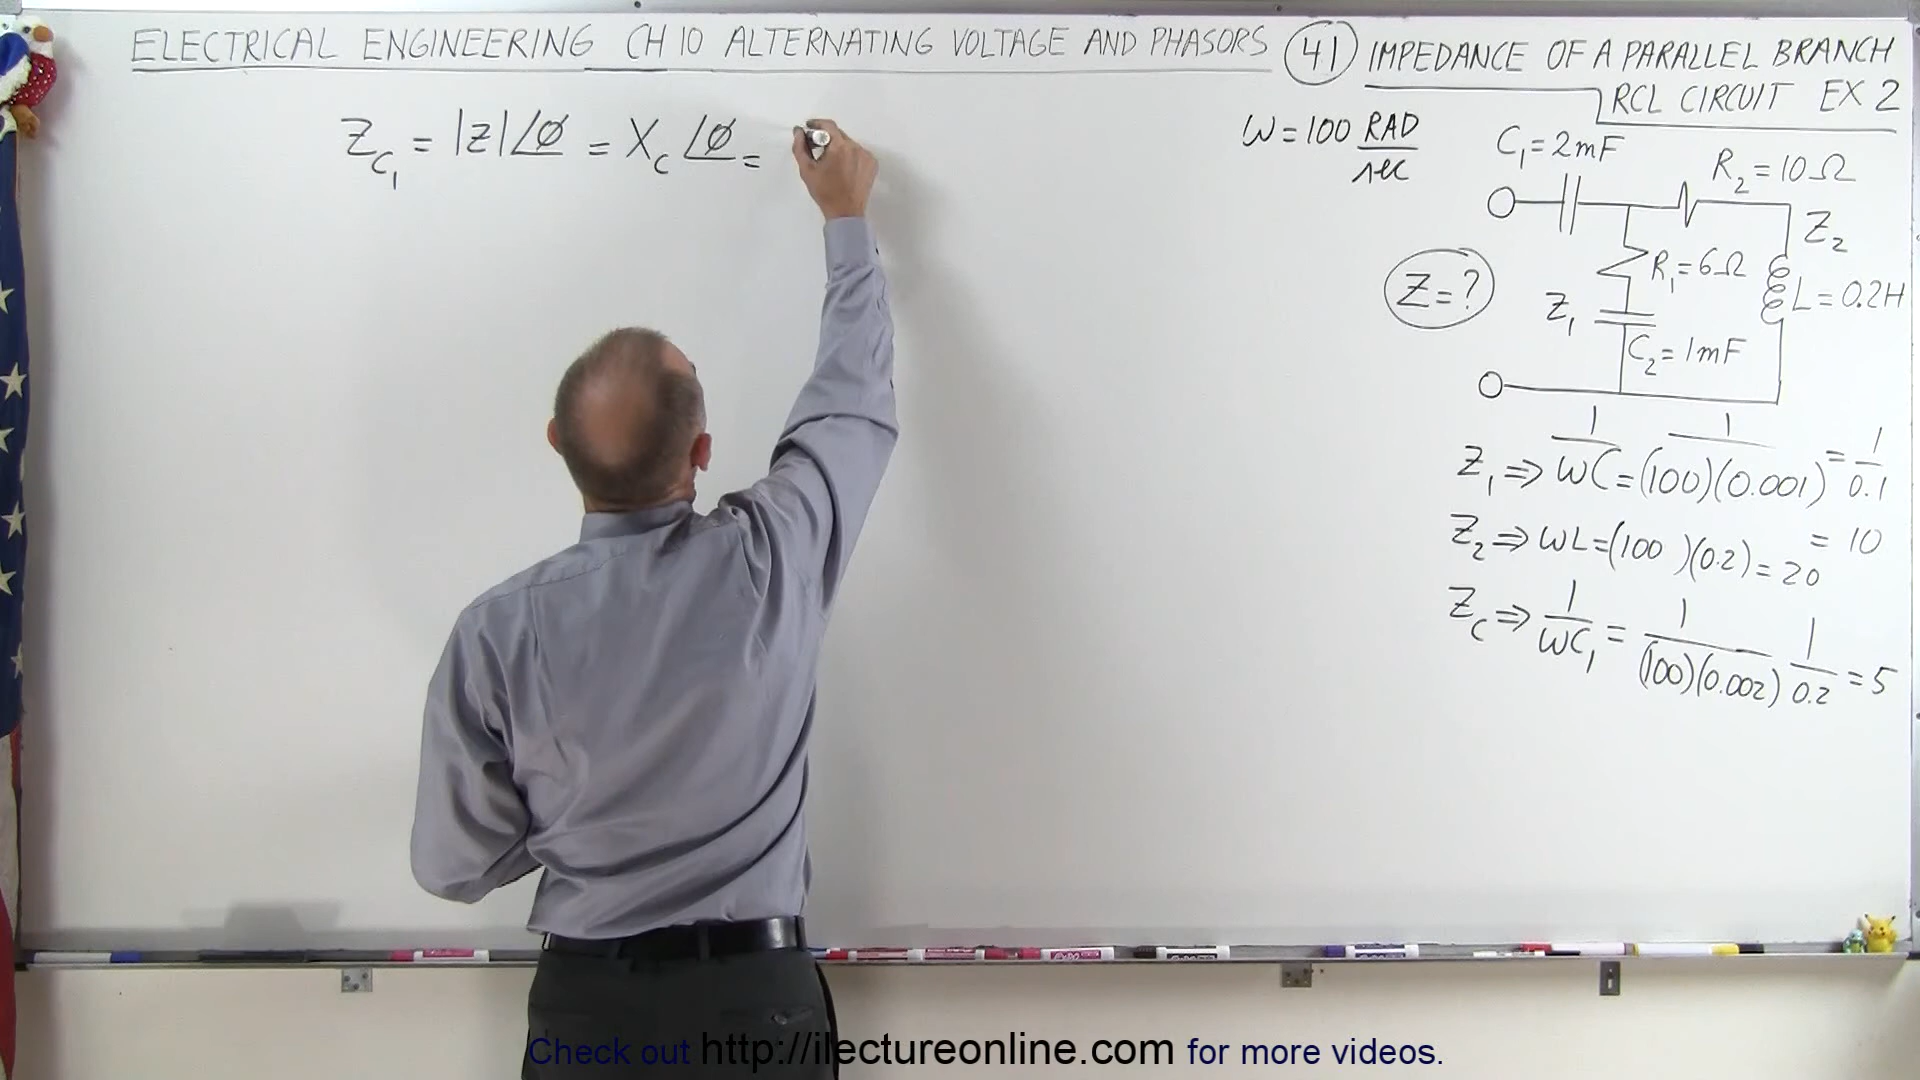 ELECTRICAL ENGINEERING CH 10 ALTERNATING VOLTAGE AND PHASORS (41) IMPEDANCE OF A PARALLEL BRANCH
RCL CIRCUIT EX 2
Z_C₁ = |Z|∠φ = X_C ∠φ =
ω = 100 RAD/sec
C₁ = 2mF
R₂ = 10Ω
Z₂
R₁ = 6Ω
Z = ?
L = 0.2H
Z₁
C₂ = 1mF
Z₁ ⇒ 1/ωC = 1/(100)(0.001) = 1/0.1
= 10
Z₂ ⇒ ωL = (100 )(0.2) = 20
Z_C ⇒ 1/ωC₁ = 1/(100)(0.002) 1/0.2 = 5
Check out http://ilectureonline.com for more videos.